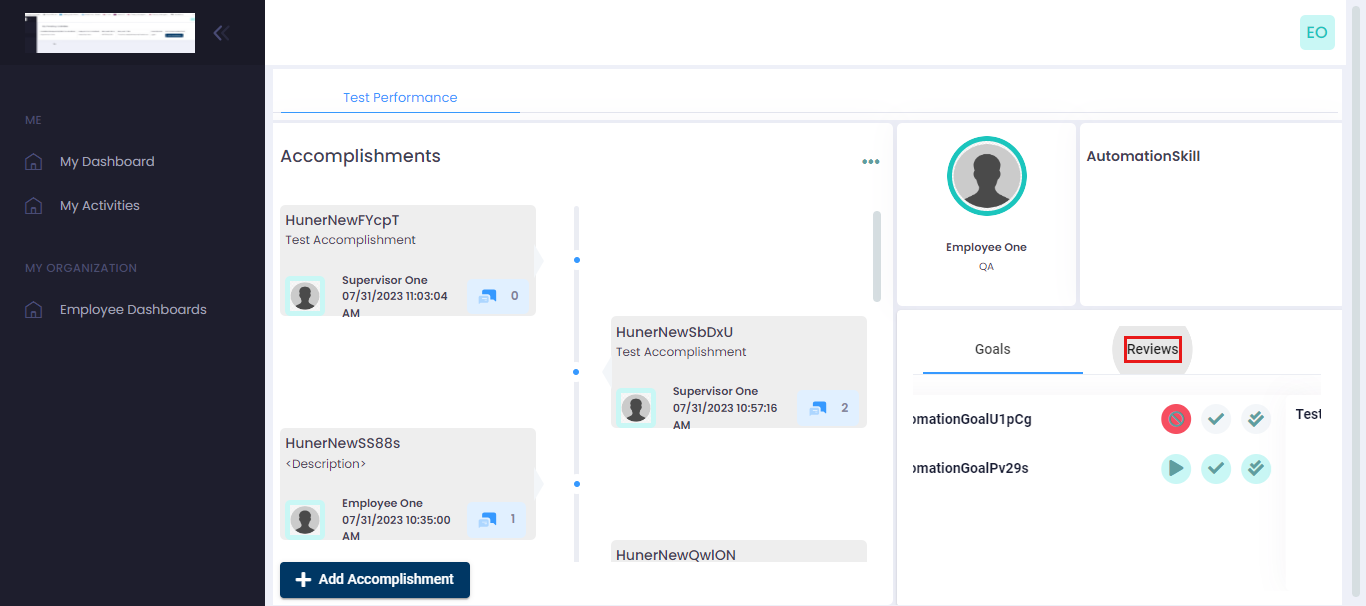 EO
ME
My Dashboard
My Activities
MY ORGANIZATION
Employee Dashboards
Test Performance
Accomplishments
HunerNewFYcpT
Test Accomplishment
Supervisor One
07/31/2023 11:03:04
AM
0
HunerNewSbDxU
Test Accomplishment
Supervisor One
07/31/2023 10:57:16
AM
2
HunerNewSS88s
<Description>
Employee One
07/31/2023 10:35:00
AM
1
HunerNewQwlON
Add Accomplishment
Employee One
QA
AutomationSkill
Goals
Reviews
omationGoalU1pCg
Test
omationGoalPv29s